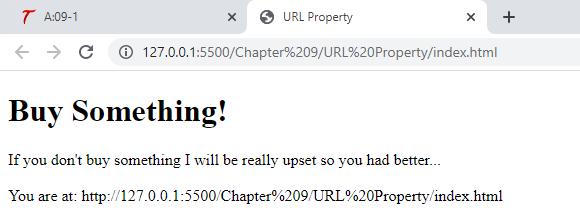 A:09-1
URL Property
127.0.0.1:5500/Chapter%209/URL%20Property/index.html
Buy Something!
If you don't buy something I will be really upset so you had better...
You are at: http://127.0.0.1:5500/Chapter%209/URL%20Property/index.html